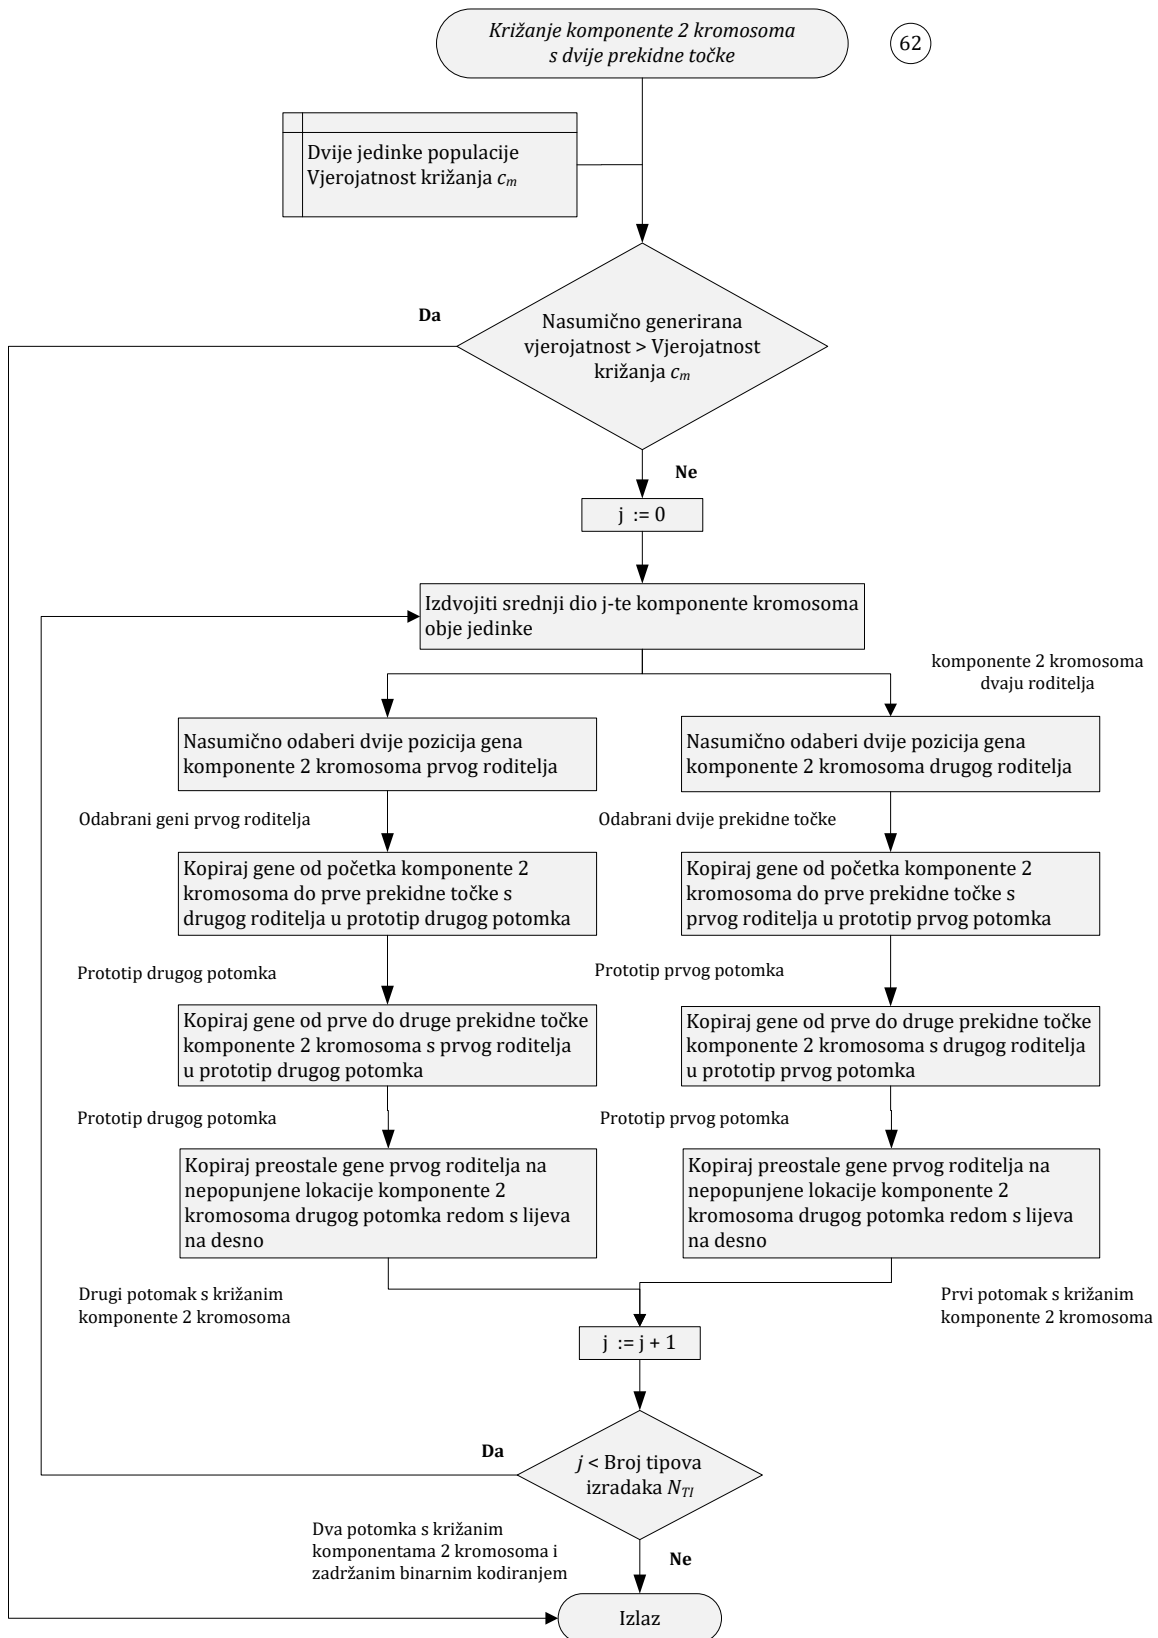 Križanje komponente 2 kromosoma
s dvije prekidne točke
62
Dvije jedinke populacije
Vjerojatnost križanja cm
Da
Nasumično generirana
vjerojatnost > Vjerojatnost
križanja cm
Ne
j := 0
Izdvojiti srednji dio j-te komponente kromosoma
obje jedinke
komponente 2 kromosoma
dvaju roditelja
Nasumično odaberi dvije pozicija gena
komponente 2 kromosoma prvog roditelja
Nasumično odaberi dvije pozicija gena
komponente 2 kromosoma drugog roditelja
Odabrani geni prvog roditelja
Odabrani dvije prekidne točke
Kopiraj gene od početka komponente 2
kromosoma do prve prekidne točke s
drugog roditelja u prototip drugog potomka
Kopiraj gene od početka komponente 2
kromosoma do prve prekidne točke s
prvog roditelja u prototip prvog potomka
Prototip drugog potomka
Prototip prvog potomka
Kopiraj gene od prve do druge prekidne točke
komponente 2 kromosoma s prvog roditelja
u prototip drugog potomka
Kopiraj gene od prve do druge prekidne točke
komponente 2 kromosoma s drugog roditelja
u prototip prvog potomka
Prototip drugog potomka
Prototip prvog potomka
Kopiraj preostale gene prvog roditelja na
nepopunjene lokacije komponente 2
kromosoma drugog potomka redom s lijeva
na desno
Kopiraj preostale gene prvog roditelja na
nepopunjene lokacije komponente 2
kromosoma drugog potomka redom s lijeva
na desno
Drugi potomak s križanim
komponente 2 kromosoma
Prvi potomak s križanim
komponente 2 kromosoma
j := j + 1
Da
j < Broj tipova
izradaka NTI
Dva potomka s križanim
komponentama 2 kromosoma i
zadržanim binarnim kodiranjem
Ne
Izlaz